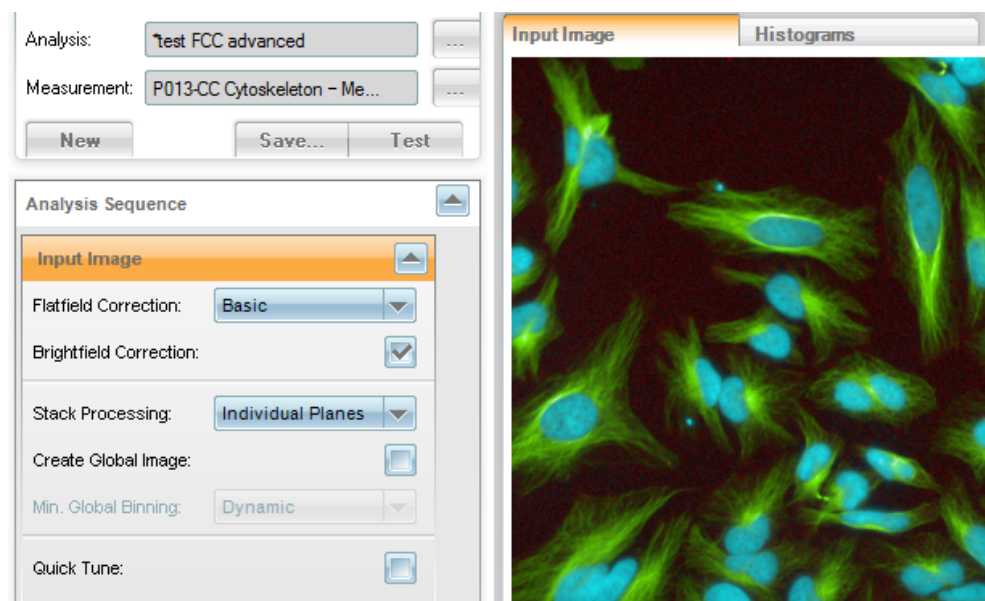 Analysis: *test FCC advanced ...
Measurement: P013-CC Cytoskeleton – Me... ...
New Save... Test
Analysis Sequence
Input Image
Flatfield Correction: Basic
Brightfield Correction:
Stack Processing: Individual Planes
Create Global Image:
Min. Global Binning: Dynamic
Quick Tune:
Input Image Histograms